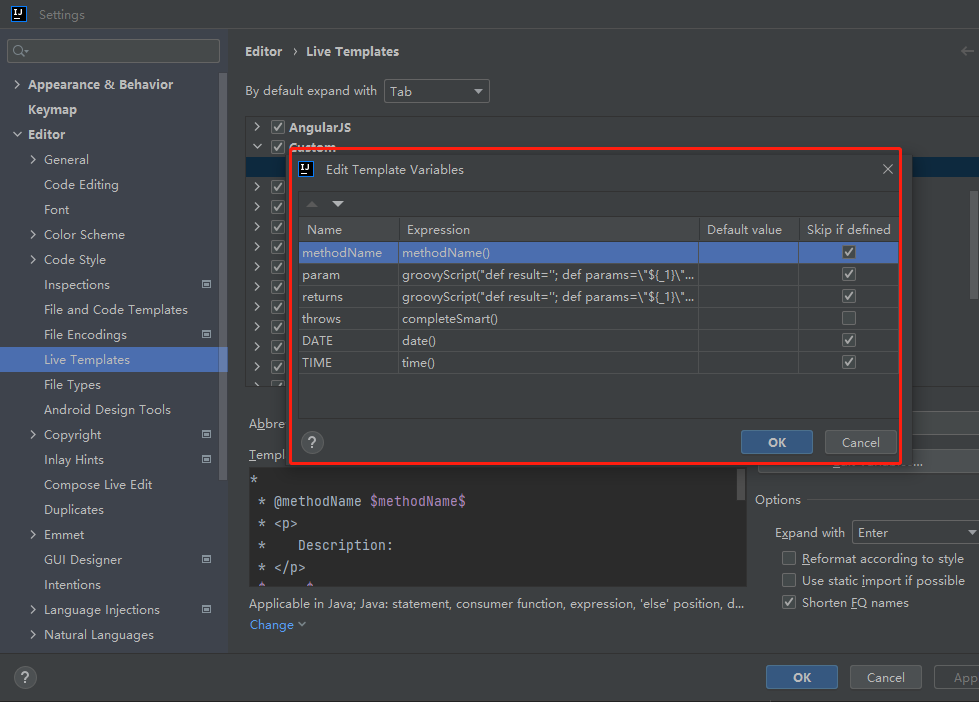 Settings
Appearance & Behavior
Keymap
Editor
General
Code Editing
Font
Color Scheme
Code Style
Inspections
File and Code Templates
File Encodings
Live Templates
File Types
Android Design Tools
Copyright
Inlay Hints
Compose Live Edit
Duplicates
Emmet
GUI Designer
Intentions
Language Injections
Natural Languages
Editor › Live Templates
By default expand with Tab
AngularJS
Custom
Edit Template Variables
Name Expression Default value Skip if defined
methodName methodName()
param groovyScript("def result=''; def params=\"${_1}\"...
returns groovyScript("def result=''; def params=\"${_1}\"...
throws completeSmart()
DATE date()
TIME time()
? OK Cancel
Abbre
Templ
*
* @methodName $methodName$
* <p>
* Description:
* </p>
Applicable in Java; Java: statement, consumer function, expression, 'else' position, d...
Change
Options
Expand with Enter
Reformat according to style
Use static import if possible
Shorten FQ names
? OK Cancel App